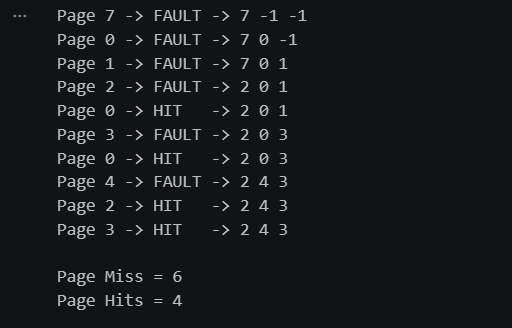 ...
Page 7 -> FAULT -> 7 -1 -1
Page 0 -> FAULT -> 7 0 -1
Page 1 -> FAULT -> 7 0 1
Page 2 -> FAULT -> 2 0 1
Page 0 -> HIT   -> 2 0 1
Page 3 -> FAULT -> 2 0 3
Page 0 -> HIT   -> 2 0 3
Page 4 -> FAULT -> 2 4 3
Page 2 -> HIT   -> 2 4 3
Page 3 -> HIT   -> 2 4 3
Page Miss = 6
Page Hits = 4